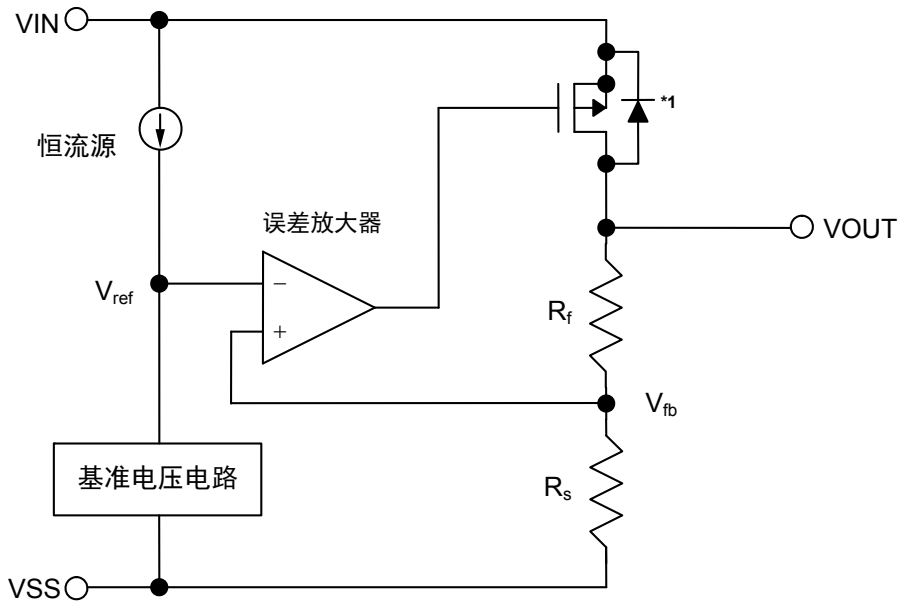 VIN
*1
恒流源
误差放大器
VOUT
Vref
−
+
Rf
Vfb
基准电压电路
Rs
VSS